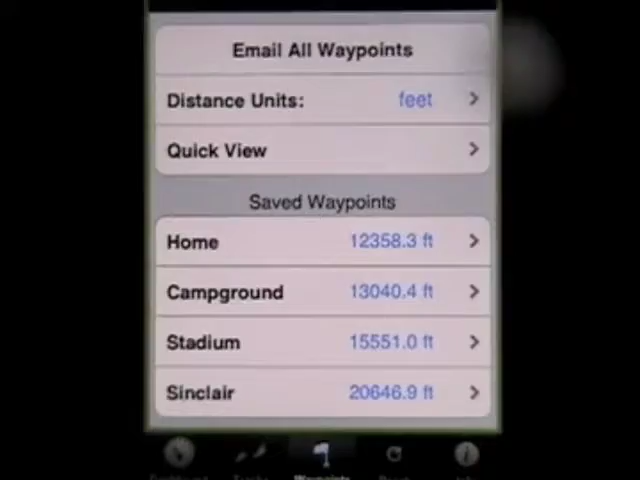 Email All Waypoints
Distance Units: feet
Quick View
Saved Waypoints
Home 12358.3 ft
Campground 13040.4 ft
Stadium 15551.0 ft
Sinclair 20646.9 ft
Waypoints